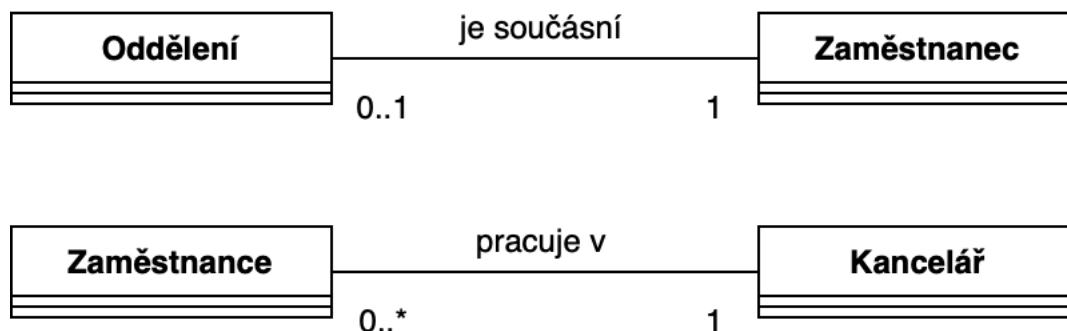 Oddělení
je součásní
Zaměstnanec
0..1
1
Zaměstnance
pracuje v
Kancelář
0..*
1